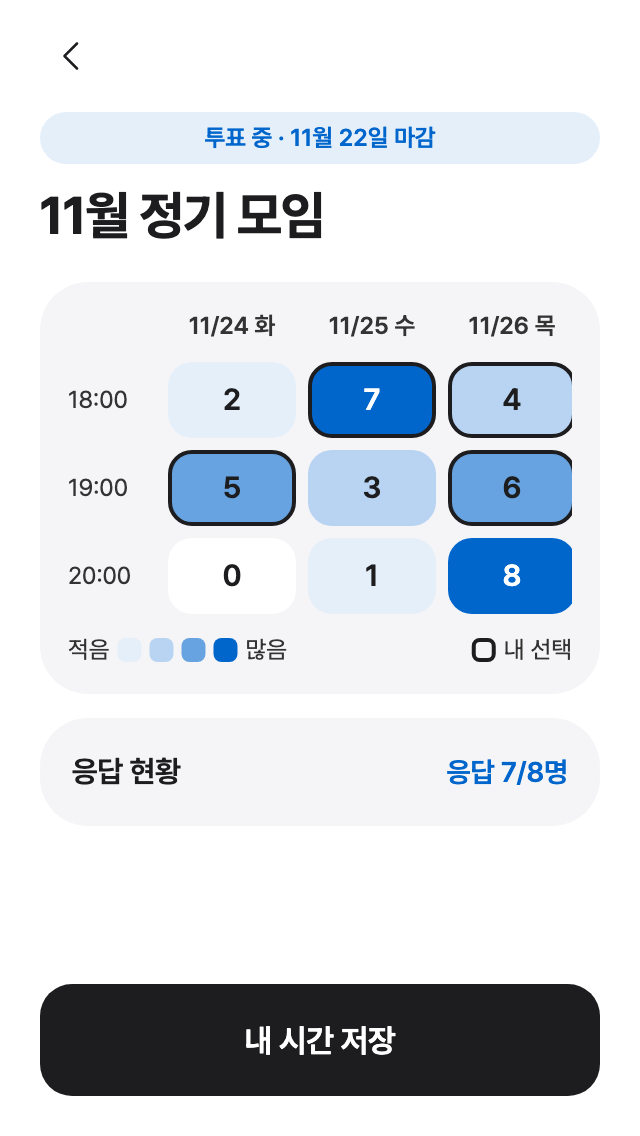 투표 중 · 11월 22일 마감
11월 정기 모임
11/24 화 11/25 수 11/26 목
18:00 2 7 4
19:00 5 3 6
20:00 0 1 8
적음 많음 내 선택
응답 현황 응답 7/8명
내 시간 저장